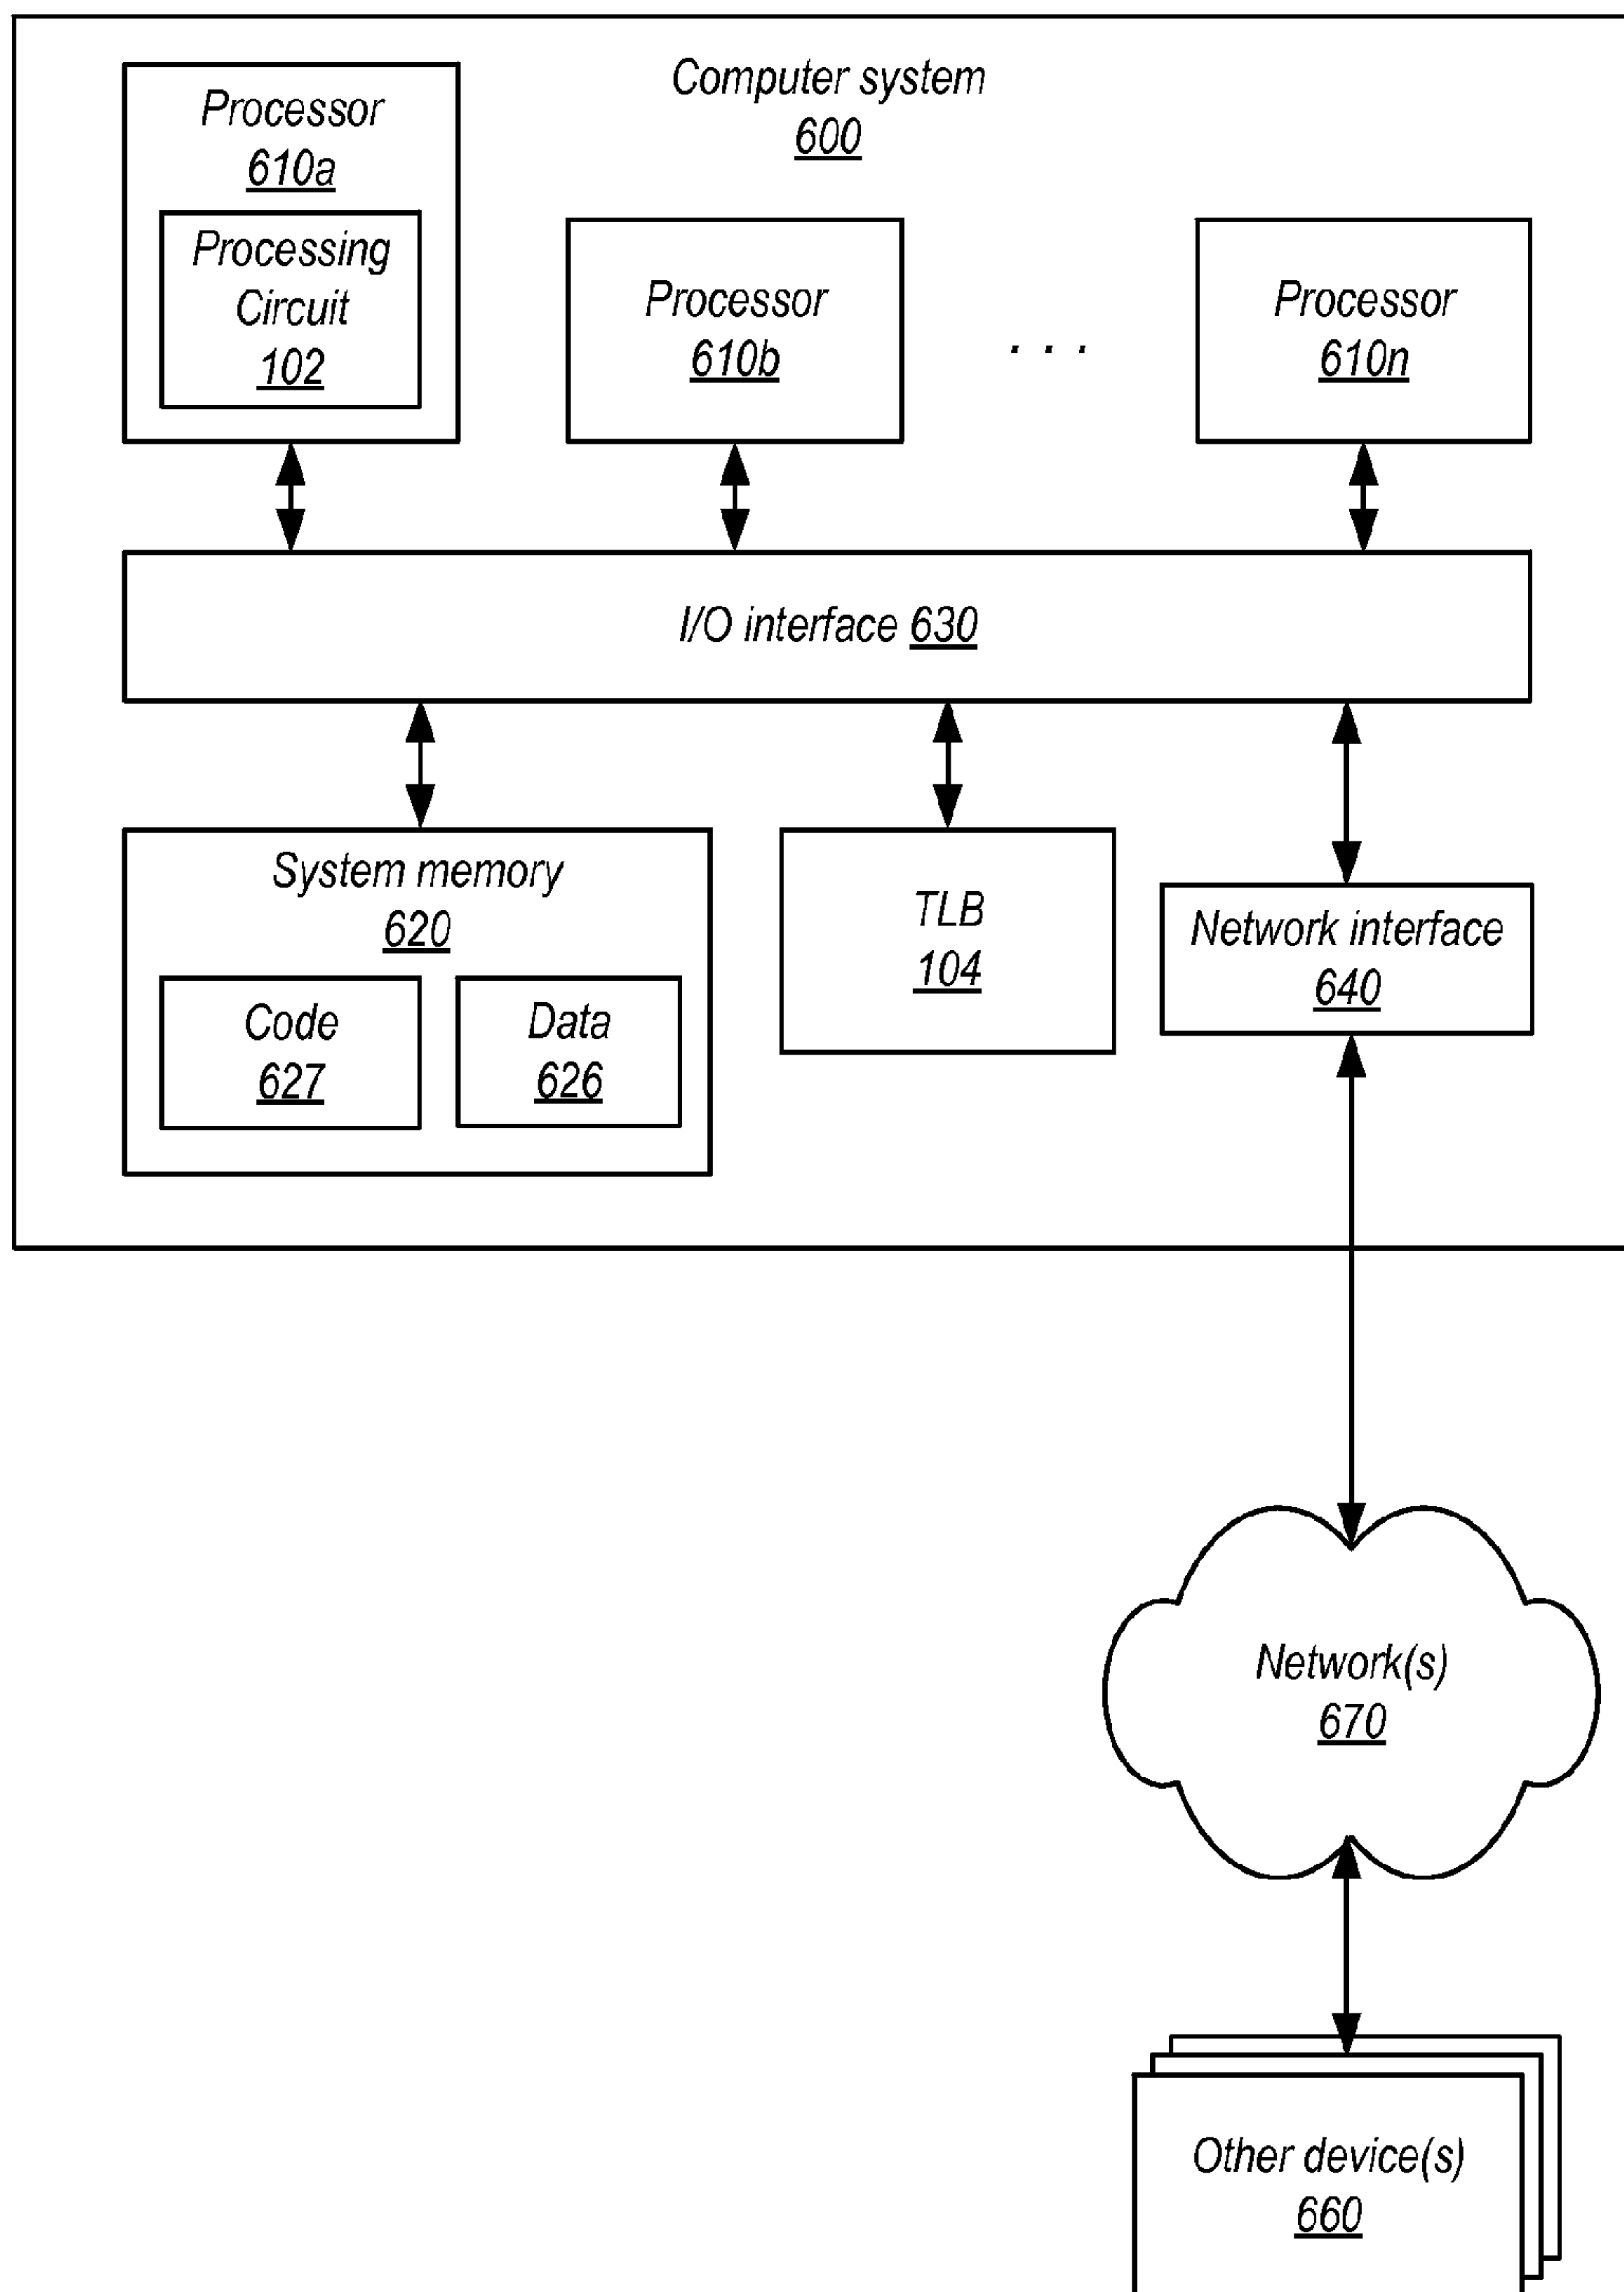 Computer system
600
Processor
610a
Processing
Circuit
102
Processor
610b
. . .
Processor
610n
I/O interface 630
System memory
620
Code
627
Data
626
TLB
104
Network interface
640
Network(s)
670
Other device(s)
660